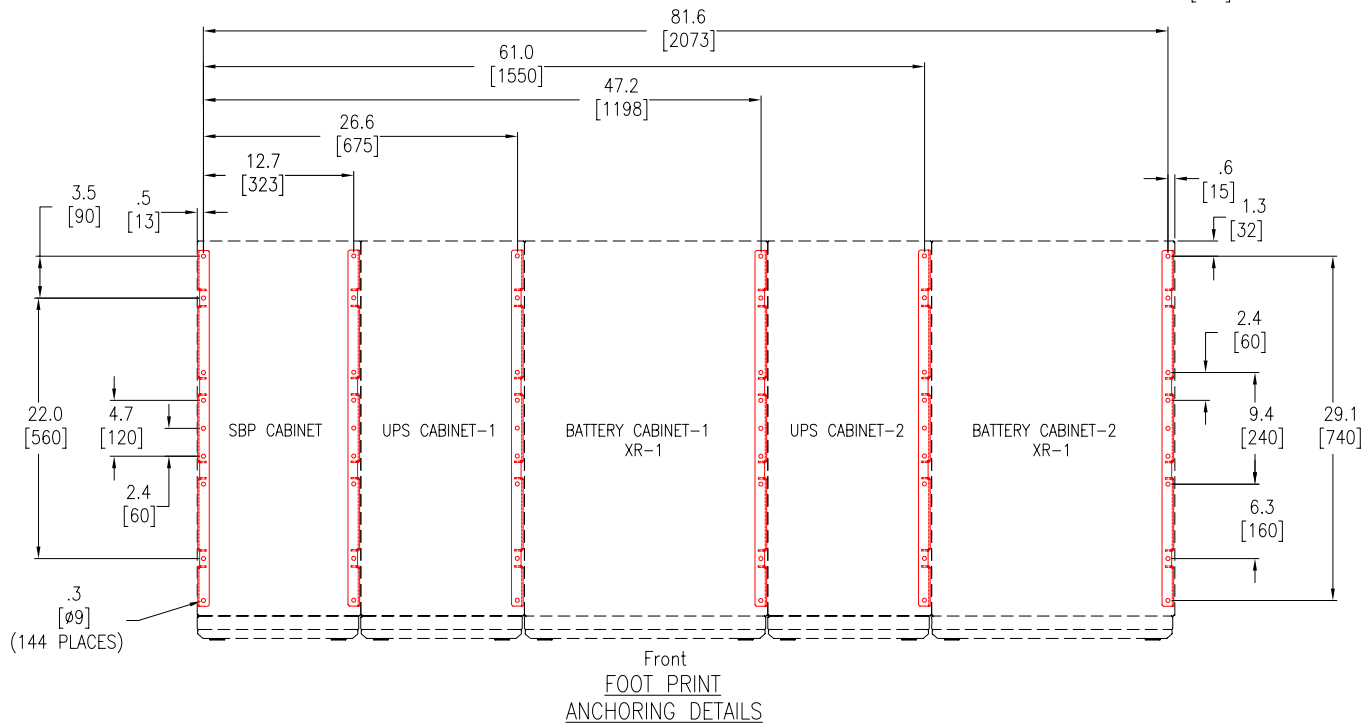 81.6
[2073]
61.0
[1550]
47.2
[1198]
26.6
[675]
12.7
[323]
3.5
[90]
.5
[13]
.6
[15]
1.3
[32]
2.4
[60]
22.0
[560]
4.7
[120]
SBP CABINET
UPS CABINET-1
BATTERY CABINET-1
XR-1
UPS CABINET-2
BATTERY CABINET-2
XR-1
9.4
[240]
29.1
[740]
2.4
[60]
6.3
[160]
.3
[ø9]
(144 PLACES)
Front
FOOT PRINT
ANCHORING DETAILS